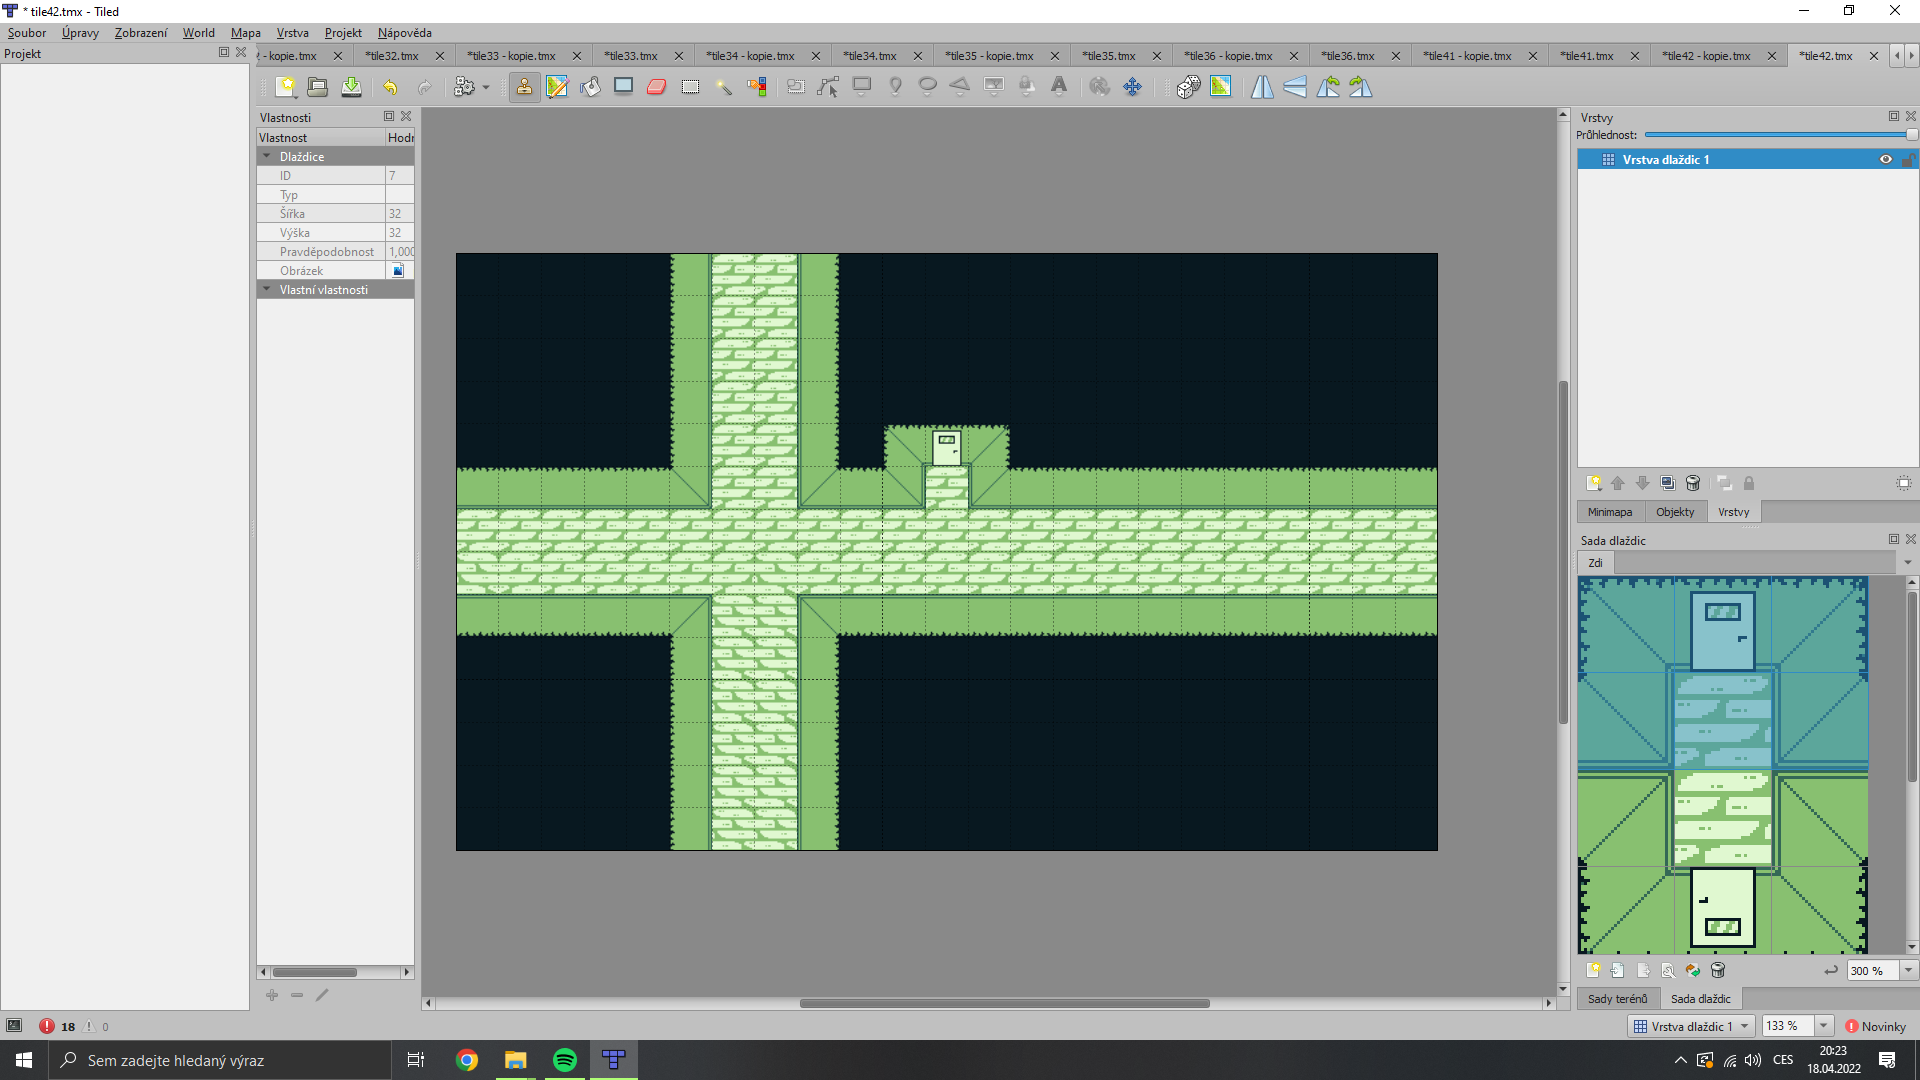 * tile42.tmx - Tiled
Soubor Úpravy Zobrazení World Mapa Vrstva Projekt Nápověda
Projekt
- kopie.tmx *tile32.tmx *tile33 - kopie.tmx *tile33.tmx *tile34 - kopie.tmx *tile34.tmx *tile35 - kopie.tmx *tile35.tmx *tile36 - kopie.tmx *tile36.tmx *tile41 - kopie.tmx *tile41.tmx *tile42 - kopie.tmx *tile42.tmx
Vlastnosti
Vlastnost Hodn
Dlaždice
ID 7
Typ
Šířka 32
Výška 32
Pravděpodobnost 1,000
Obrázek
Vlastní vlastnosti
Vrstvy
Průhlednost:
Vrstva dlaždic 1
Minimapa Objekty Vrstvy
Sada dlaždic
Zdi
300 %
Sady terénů Sada dlaždic
18 0
Vrstva dlaždic 1 133 % Novinky
Sem zadejte hledaný výraz
CES
20:23
18.04.2022